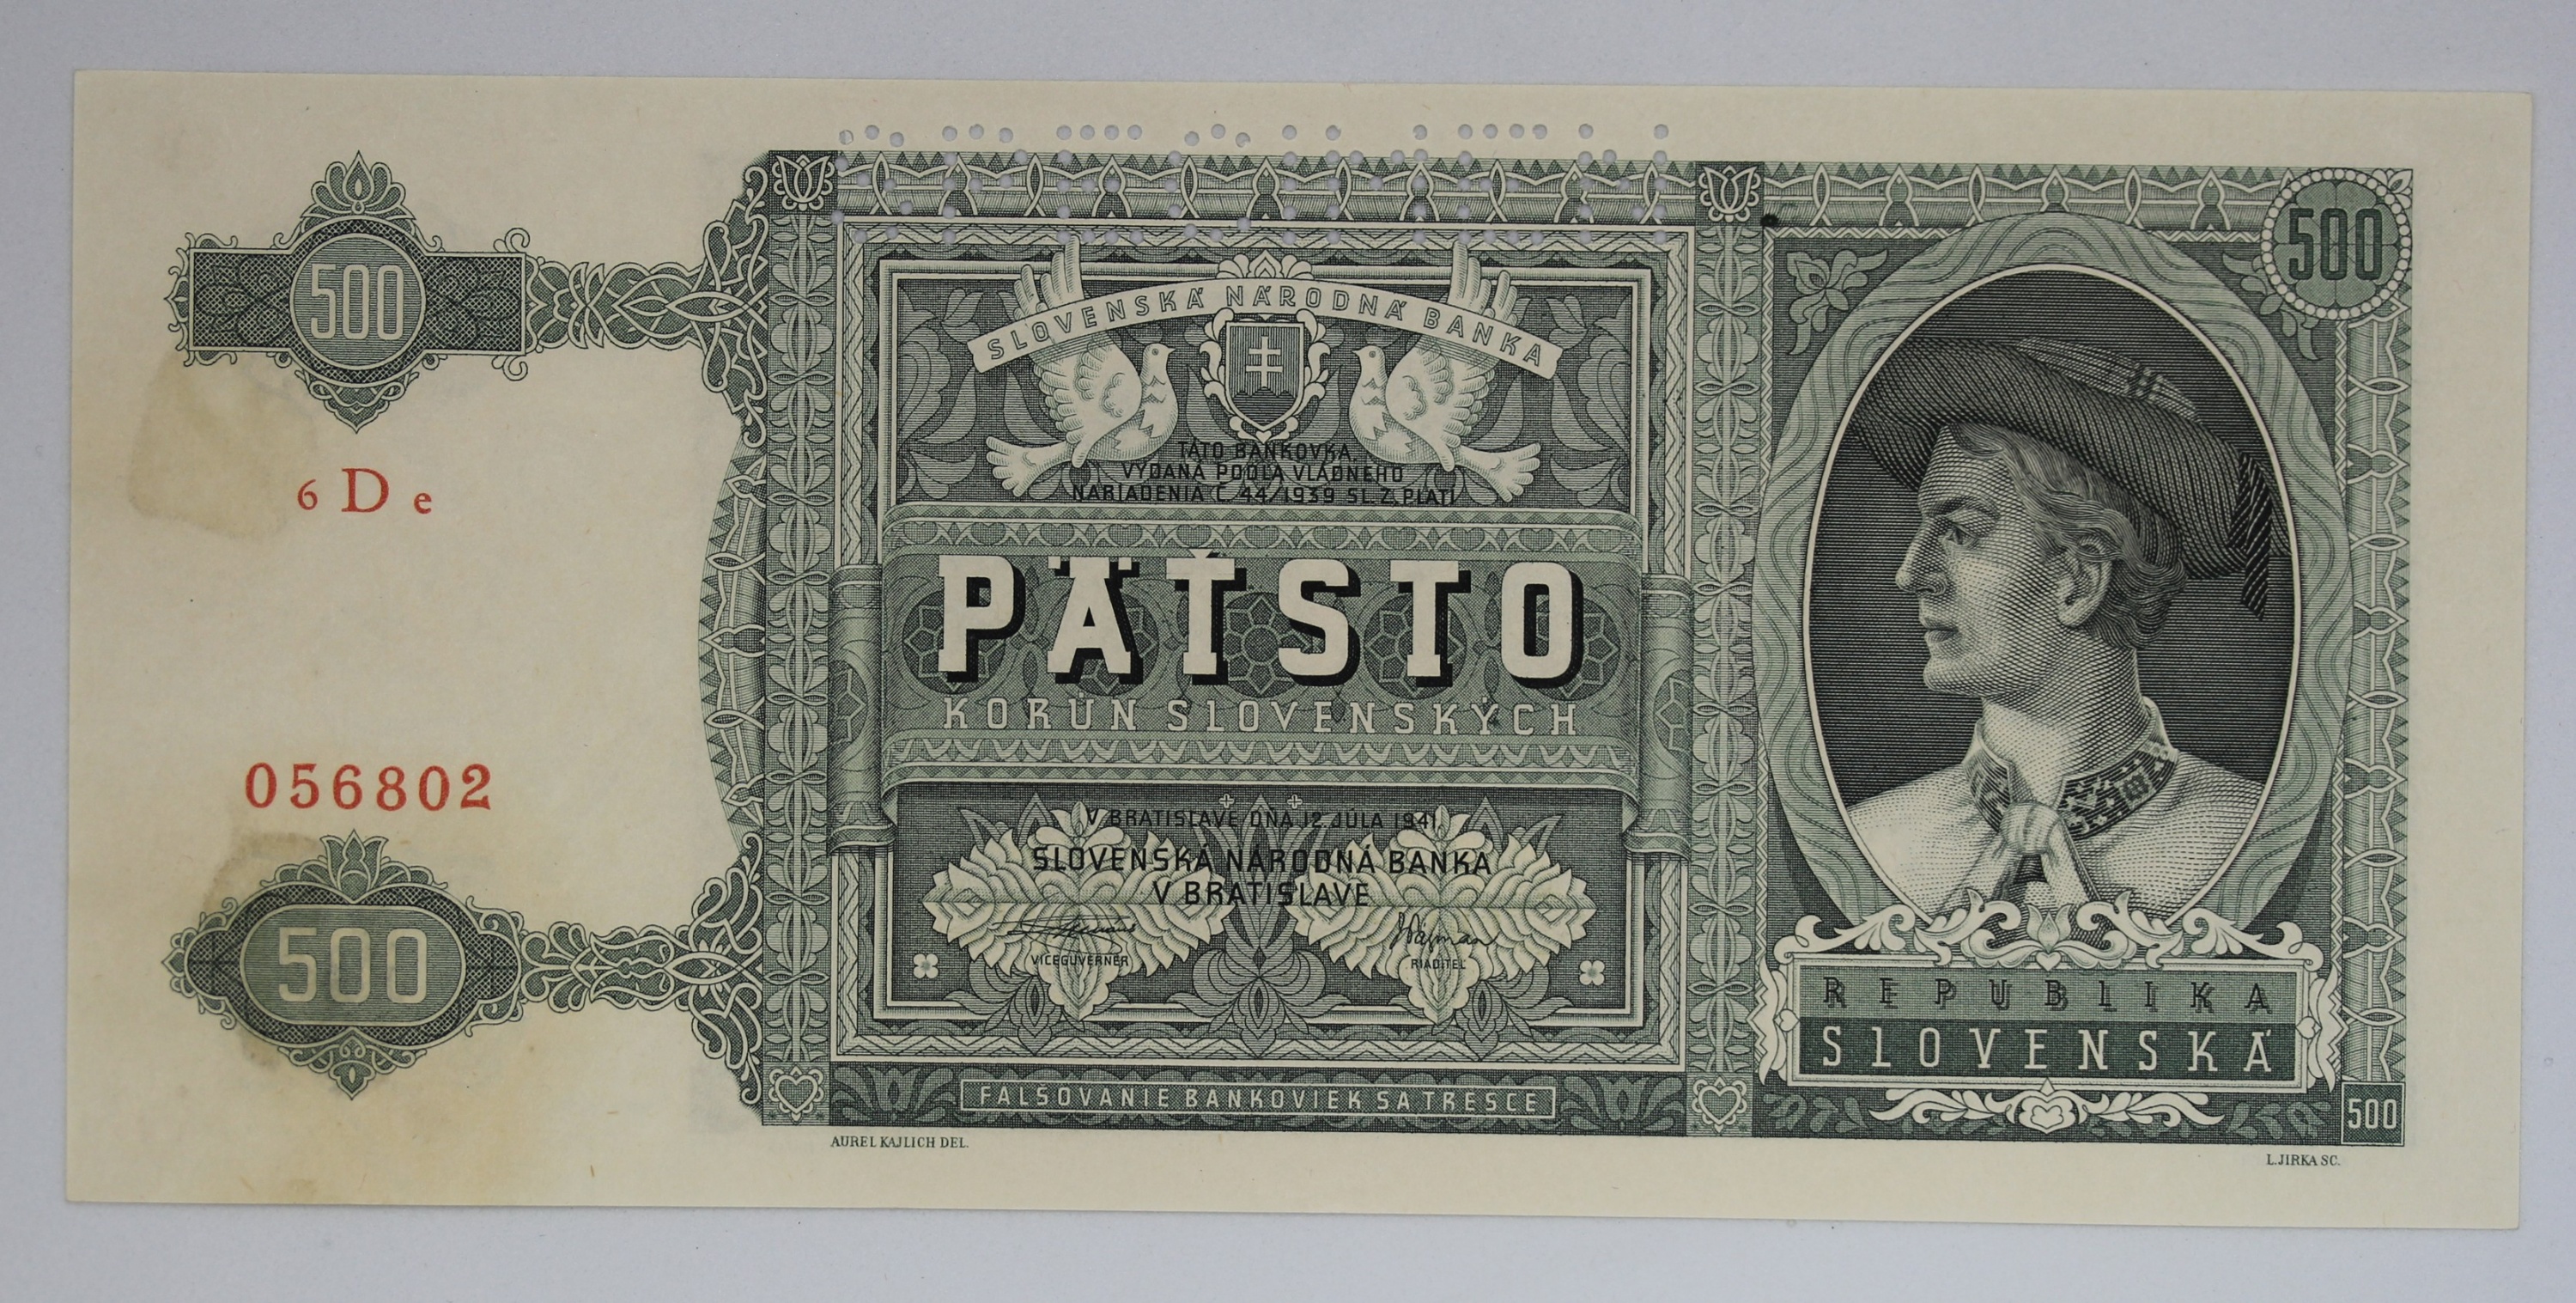 SPECIMEN
500
6 D e
056802
500
SLOVENSKÁ NÁRODNÁ BANKA
TÁTO BANKOVKA,
VYDANÁ PODĽA VLÁDNEHO
NARIADENIA Č. 44/1939 SL. Z. PLATÍ
PÄŤSTO
KORÚN SLOVENSKÝCH
V BRATISLAVE DŇA 12. JÚLA 1941
SLOVENSKÁ NÁRODNÁ BANKA
V BRATISLAVE
VICEGUVERNÉR
RIADITEĽ
FALŠOVANIE BANKOVIEK SA TRESCE
AUREL KAJLICH DEL.
500
REPUBLIKA
SLOVENSKÁ
500
L. JIRKA SC.